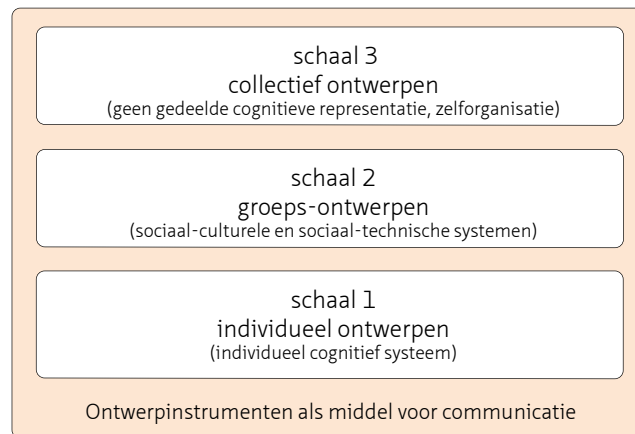 schaal 3
collectief ontwerpen
(geen gedeelde cognitieve representatie, zelforganisatie)
schaal 2
groeps-ontwerpen
(sociaal-culturele en sociaal-technische systemen)
schaal 1
individueel ontwerpen
(individueel cognitief systeem)
Ontwerpinstrumenten als middel voor communicatie